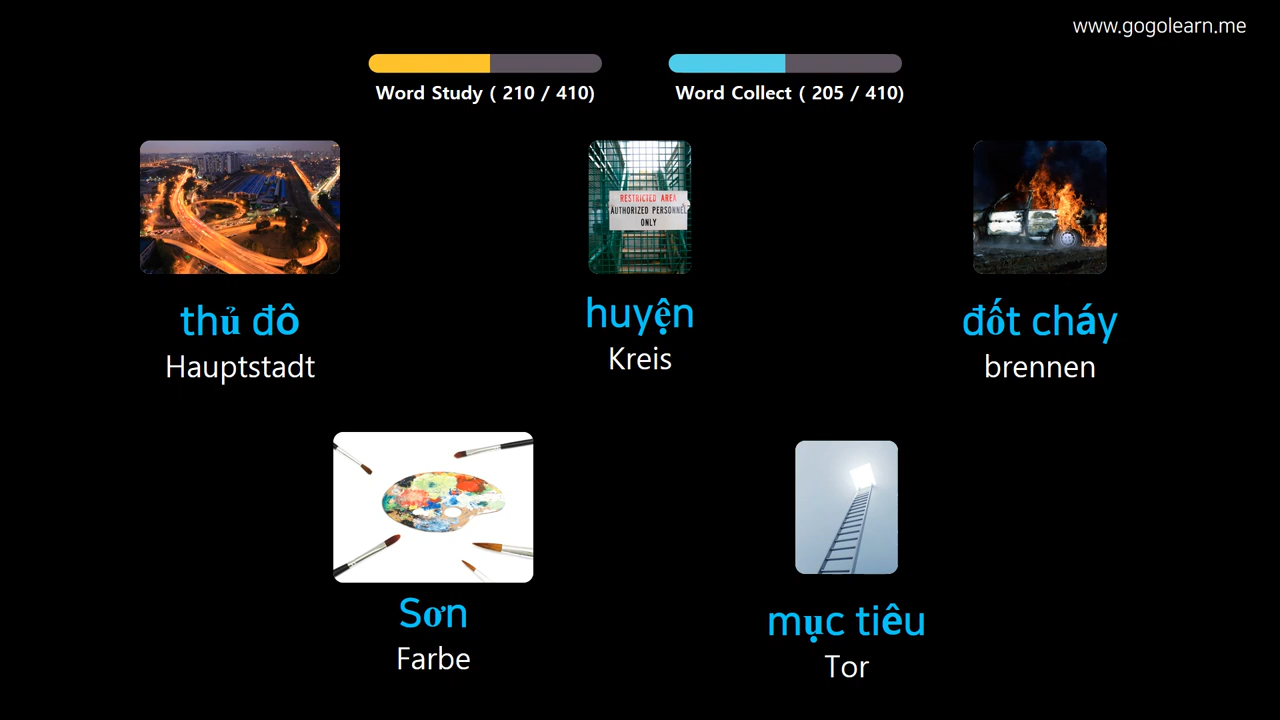 www.gogolearn.me
Word Study ( 210 / 410)
Word Collect ( 205 / 410)
RESTRICTED AREA
AUTHORIZED PERSONNEL
ONLY
thủ đô
Hauptstadt
huyện
Kreis
đốt cháy
brennen
Sơn
Farbe
mục tiêu
Tor